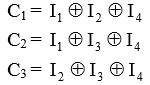 C₁ = I₁ ⊕ I₂ ⊕ I₄
C₂ = I₁ ⊕ I₃ ⊕ I₄
C₃ = I₂ ⊕ I₃ ⊕ I₄